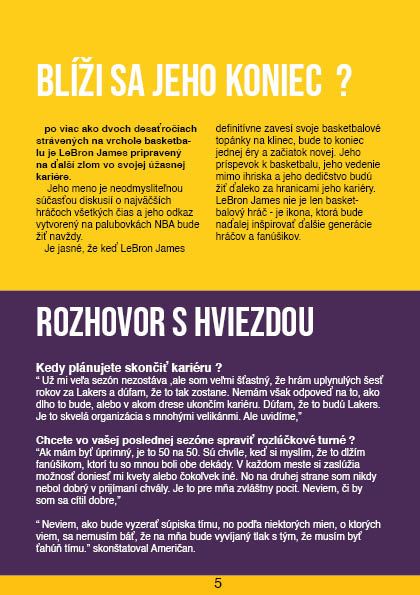 BLÍŽI SA JEHO KONIEC ?
po viac ako dvoch desaťročiach
strávených na vrchole basketba-
lu je LeBron James pripravený
na ďalší zlom vo svojej úžasnej
kariére.
Jeho meno je neodmysliteľnou
súčasťou diskusií o najväčších
hráčoch všetkých čias a jeho odkaz
vytvorený na palubovkách NBA bude
žiť navždy.
Je jasné, že keď LeBron James
definitívne zavesí svoje basketbalové
topánky na klinec, bude to koniec
jednej éry a začiatok novej. Jeho
príspevok k basketbalu, jeho vedenie
mimo ihriska a jeho dedičstvo budú
žiť ďaleko za hranicami jeho kariéry.
LeBron James nie je len basket-
balový hráč - je ikona, ktorá bude
naďalej inšpirovať ďalšie generácie
hráčov a fanúšikov.
ROZHOVOR S HVIEZDOU
Kedy plánujete skončiť kariéru ?
“ Už mi veľa sezón nezostáva ,ale som veľmi šťastný, že hrám uplynulých šesť
rokov za Lakers a dúfam, že to tak zostane. Nemám však odpoveď na to, ako
dlho to bude, alebo v akom drese ukončím kariéru. Dúfam, že to budú Lakers.
Je to skvelá organizácia s mnohými velikánmi. Ale uvidíme,”
Chcete vo vašej poslednej sezóne spraviť rozlúčkové turné ?
“Ak mám byť úprimný, je to 50 na 50. Sú chvíle, keď si myslím, že to dlžím
fanúšikom, ktorí tu so mnou boli obe dekády. V každom meste si zaslúžia
možnosť doniesť mi kvety alebo čokoľvek iné. No na druhej strane som nikdy
nebol dobrý v prijímaní chvály. Je to pre mňa zvláštny pocit. Neviem, či by
som sa cítil dobre,”
“ Neviem, ako bude vyzerať súpiska tímu, no podľa niektorých mien, o ktorých
viem, sa nemusím báť, že na mňa bude vyvíjaný tlak s tým, že musím byť
ťahúň tímu.” skonštatoval Američan.
5